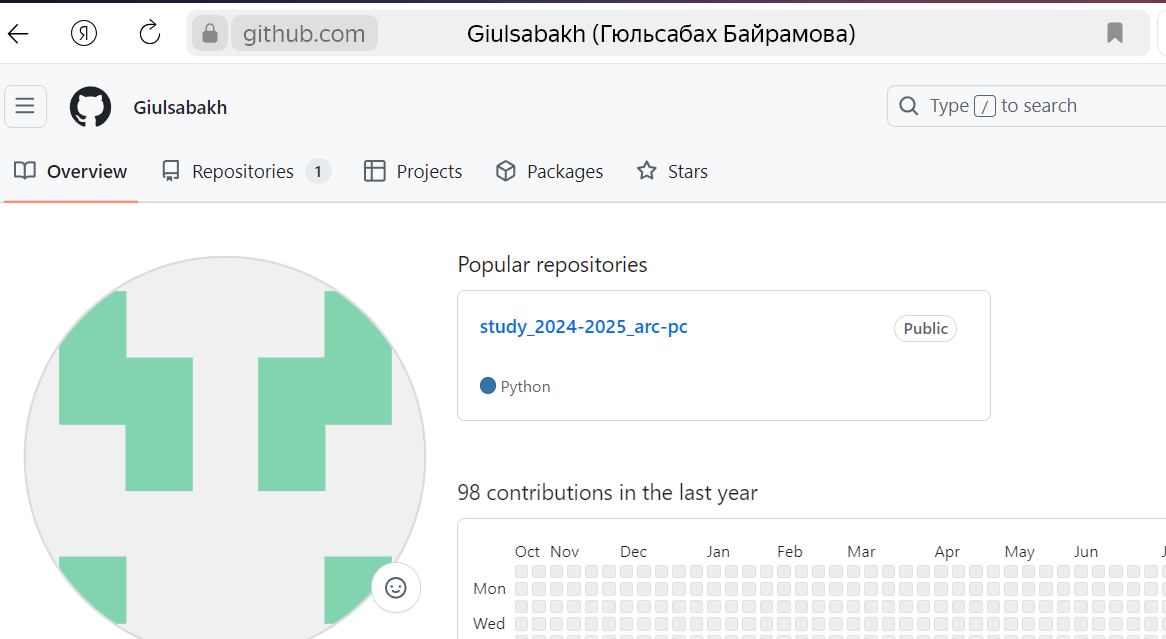 Я github.com Giulsabakh (Гюльсабах Байрамова)
Giulsabakh
Type / to search
Overview Repositories 1 Projects Packages Stars
Popular repositories
study_2024-2025_arc-pc Public
Python
98 contributions in the last year
Oct Nov Dec Jan Feb Mar Apr May Jun
Mon
Wed